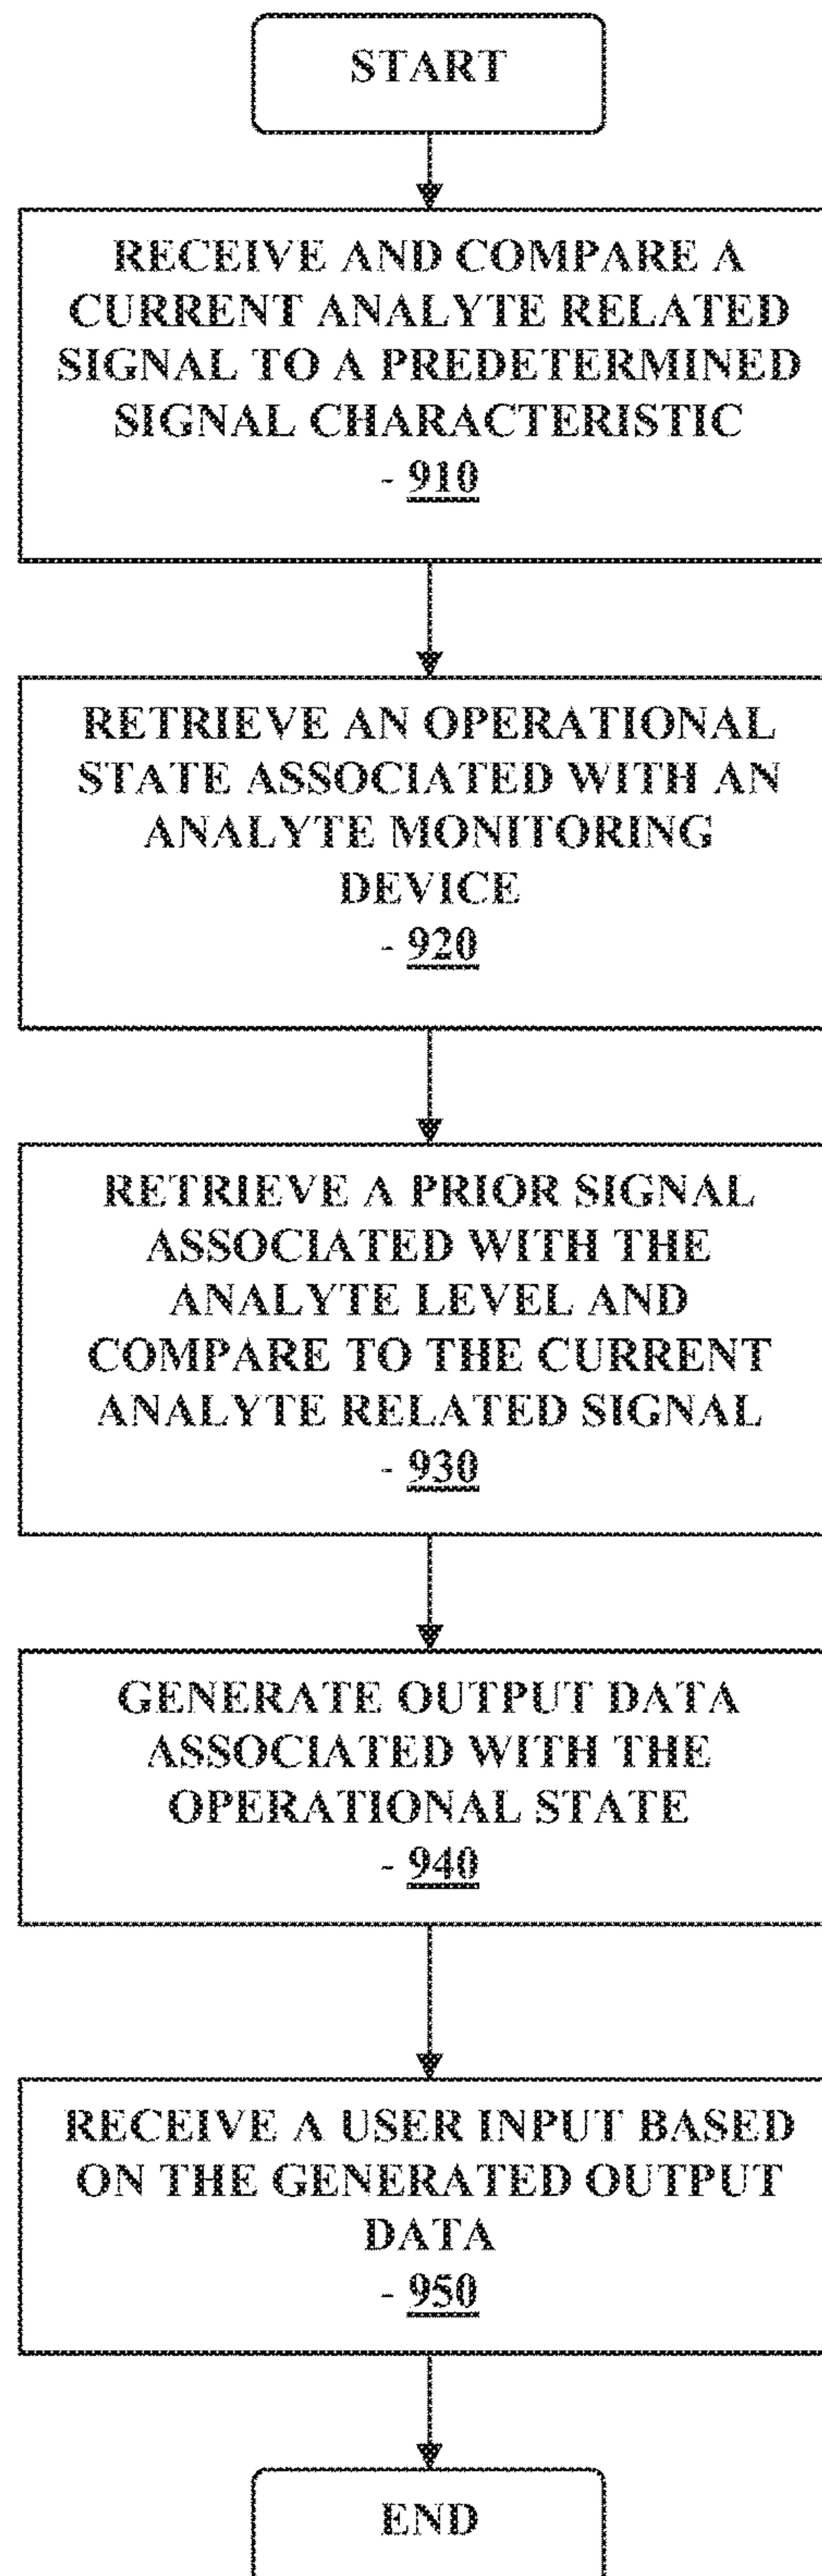 START
RECEIVE AND COMPARE A
CURRENT ANALYTE RELATED
SIGNAL TO A PREDETERMINED
SIGNAL CHARACTERISTIC
- 910
RETRIEVE AN OPERATIONAL
STATE ASSOCIATED WITH AN
ANALYTE MONITORING
DEVICE
- 920
RETRIEVE A PRIOR SIGNAL
ASSOCIATED WITH THE
ANALYTE LEVEL AND
COMPARE TO THE CURRENT
ANALYTE RELATED SIGNAL
- 930
GENERATE OUTPUT DATA
ASSOCIATED WITH THE
OPERATIONAL STATE
- 940
RECEIVE A USER INPUT BASED
ON THE GENERATED OUTPUT
DATA
- 950
END